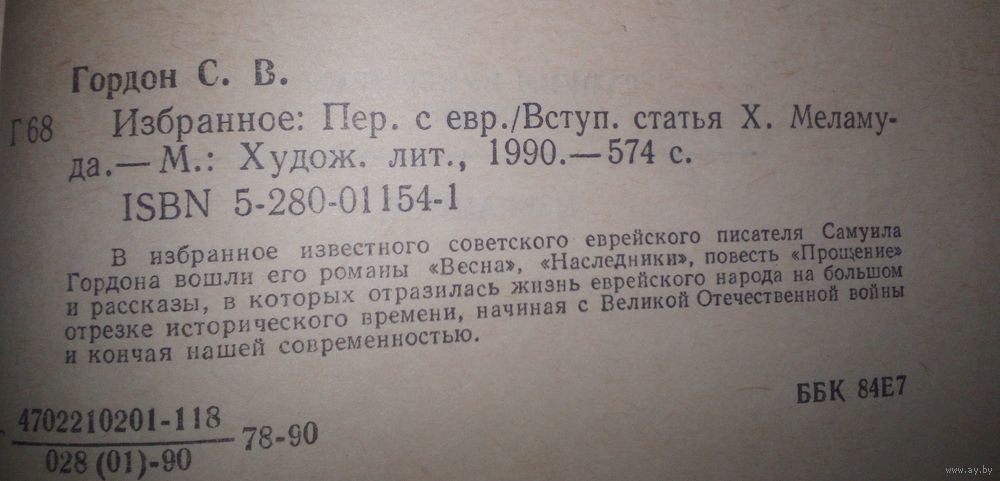 Гордон С. В.
Г68 Избранное: Пер. с евр./Вступ. статья Х. Меламу-
да.— М.: Худож. лит., 1990.—574 с.
ISBN 5-280-01154-1
В избранное известного советского еврейского писателя Самуила
Гордона вошли его романы «Весна», «Наследники», повесть «Прощение»
и рассказы, в которых отразилась жизнь еврейского народа на большом
отрезке исторического времени, начиная с Великой Отечественной войны
и кончая нашей современностью.
ББК 84Е7
4702210201-118
78-90
028 (01)-90
www.ay.by